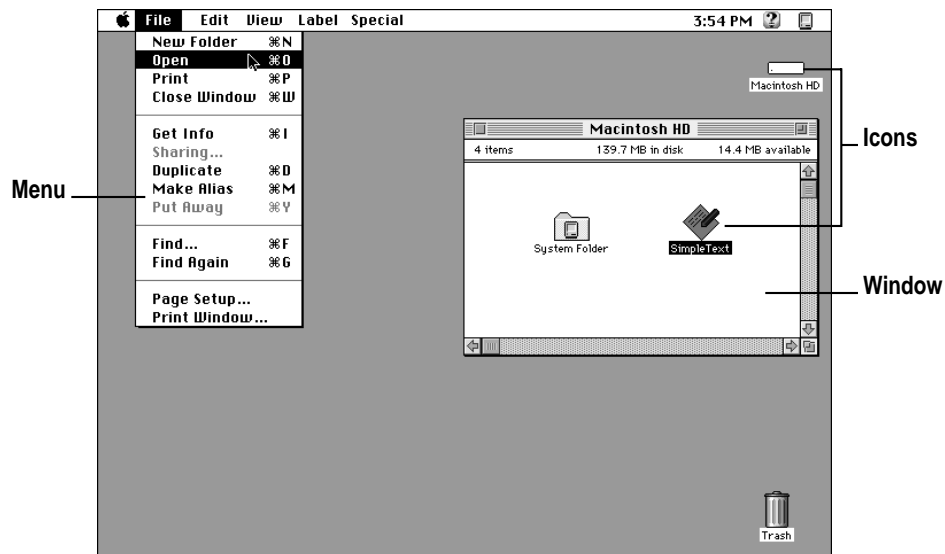 File Edit View Label Special 3:54 PM
New Folder ⌘N
Open ⌘O
Print ⌘P
Close Window ⌘W
Get Info ⌘I
Sharing...
Duplicate ⌘D
Make Alias ⌘M
Put Away ⌘Y
Find... ⌘F
Find Again ⌘G
Page Setup...
Print Window...
Menu
Macintosh HD
Icons
Macintosh HD
4 items 139.7 MB in disk 14.4 MB available
System Folder
SimpleText
Window
Trash